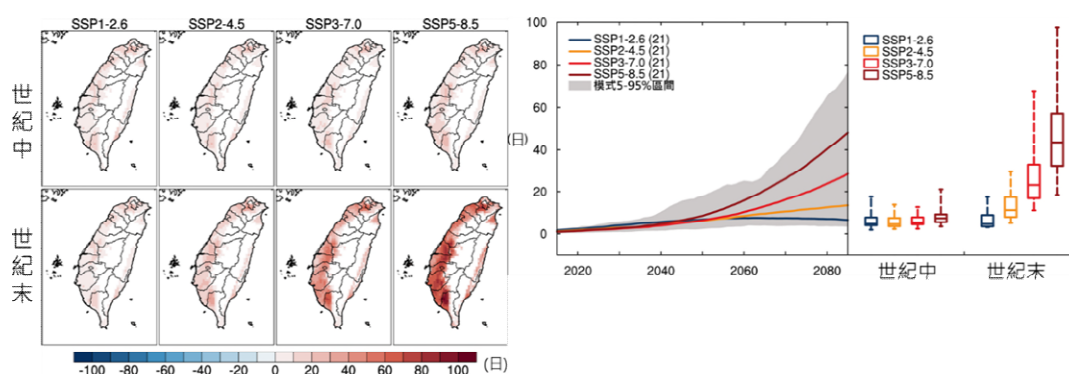 SSP1-2.6 SSP2-4.5 SSP3-7.0 SSP5-8.5
世紀中
世紀末
-100 -80 -60 -40 -20 0 20 40 60 80 100 (日)
100
80
60
40
20
0
(日)
SSP1-2.6 (21)
SSP2-4.5 (21)
SSP3-7.0 (21)
SSP5-8.5 (21)
模式5-95%區間
2020 2040 2060 2080
SSP1-2.6
SSP2-4.5
SSP3-7.0
SSP5-8.5
世紀中 世紀末